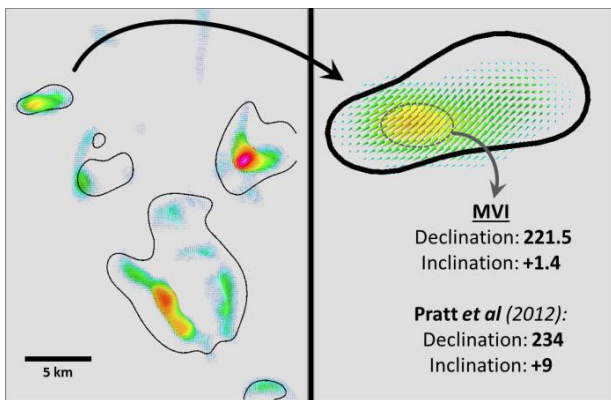 5 km
MVI
Declination: 221.5
Inclination: +1.4
Pratt et al (2012):
Declination: 234
Inclination: +9